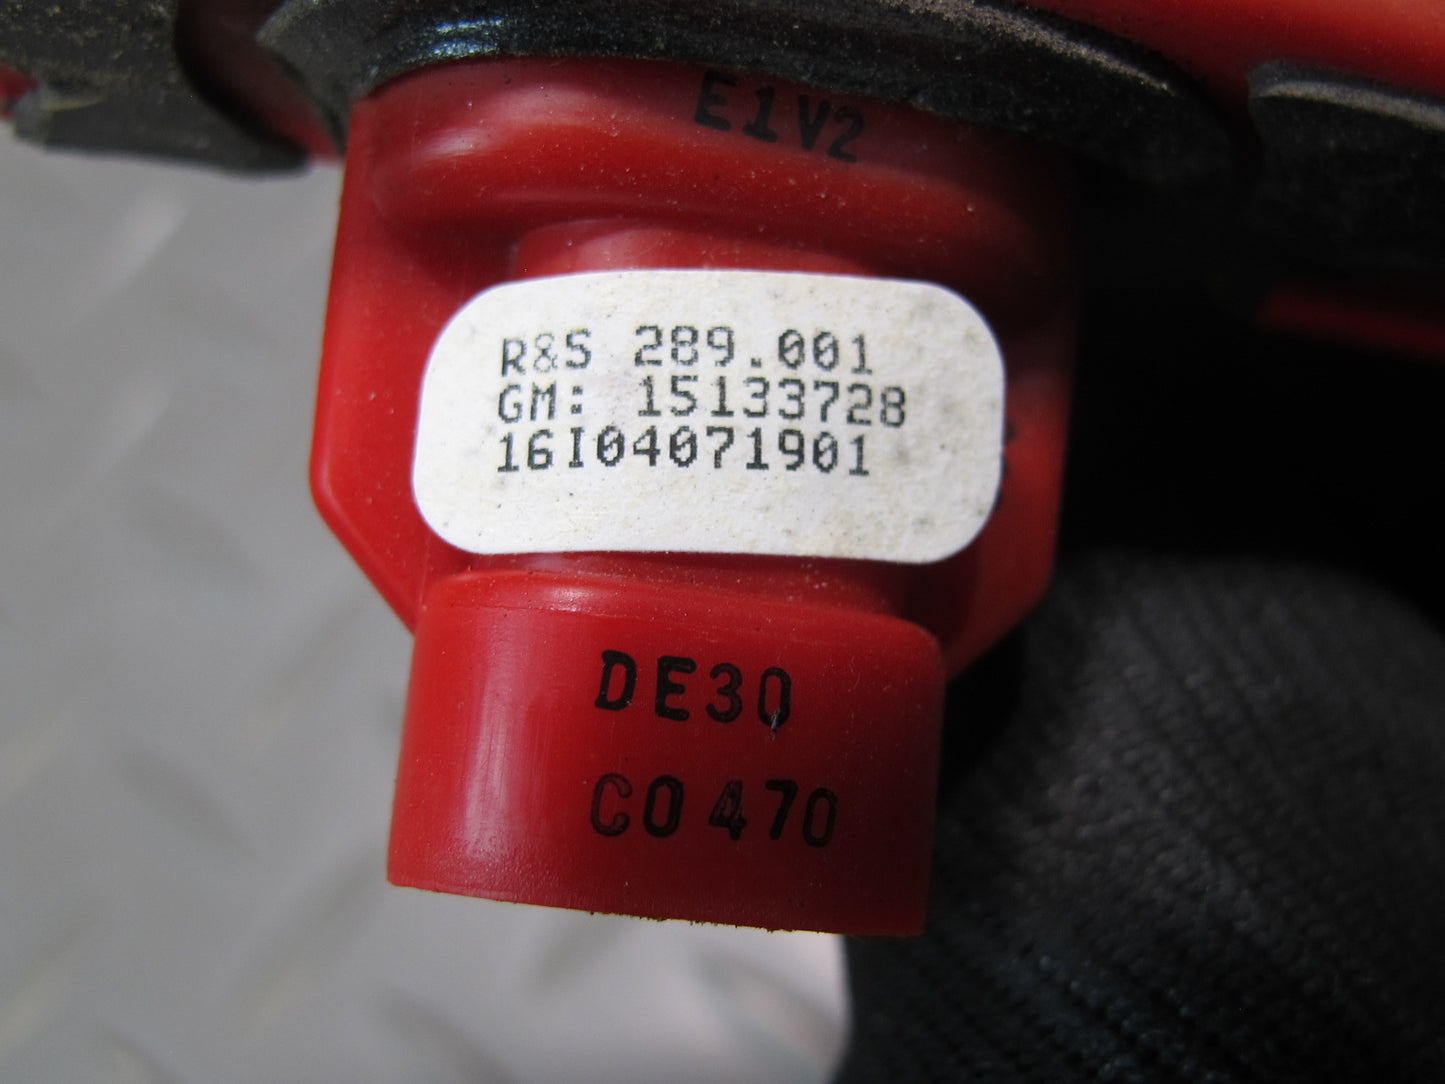 E1V2
R&S 289.001
GM: 15133728
16I04071901
DE30
C0470